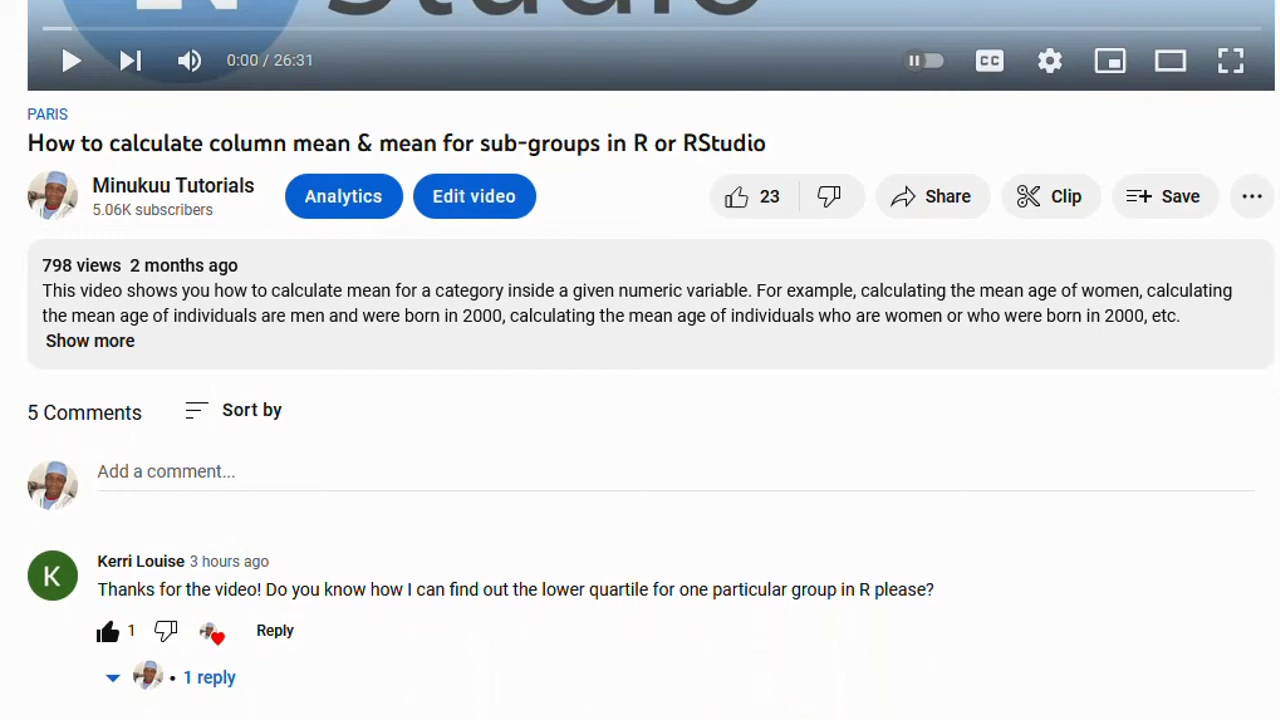 Studio
0:00 / 26:31
CC
PARIS
How to calculate column mean & mean for sub-groups in R or RStudio
Minukuu Tutorials
5.06K subscribers
Analytics
Edit video
23
Share
Clip
Save
798 views 2 months ago
This video shows you how to calculate mean for a category inside a given numeric variable. For example, calculating the mean age of women, calculating
the mean age of individuals are men and were born in 2000, calculating the mean age of individuals who are women or who were born in 2000, etc.
Show more
5 Comments
Sort by
Add a comment...
K
Kerri Louise 3 hours ago
Thanks for the video! Do you know how I can find out the lower quartile for one particular group in R please?
1
Reply
• 1 reply